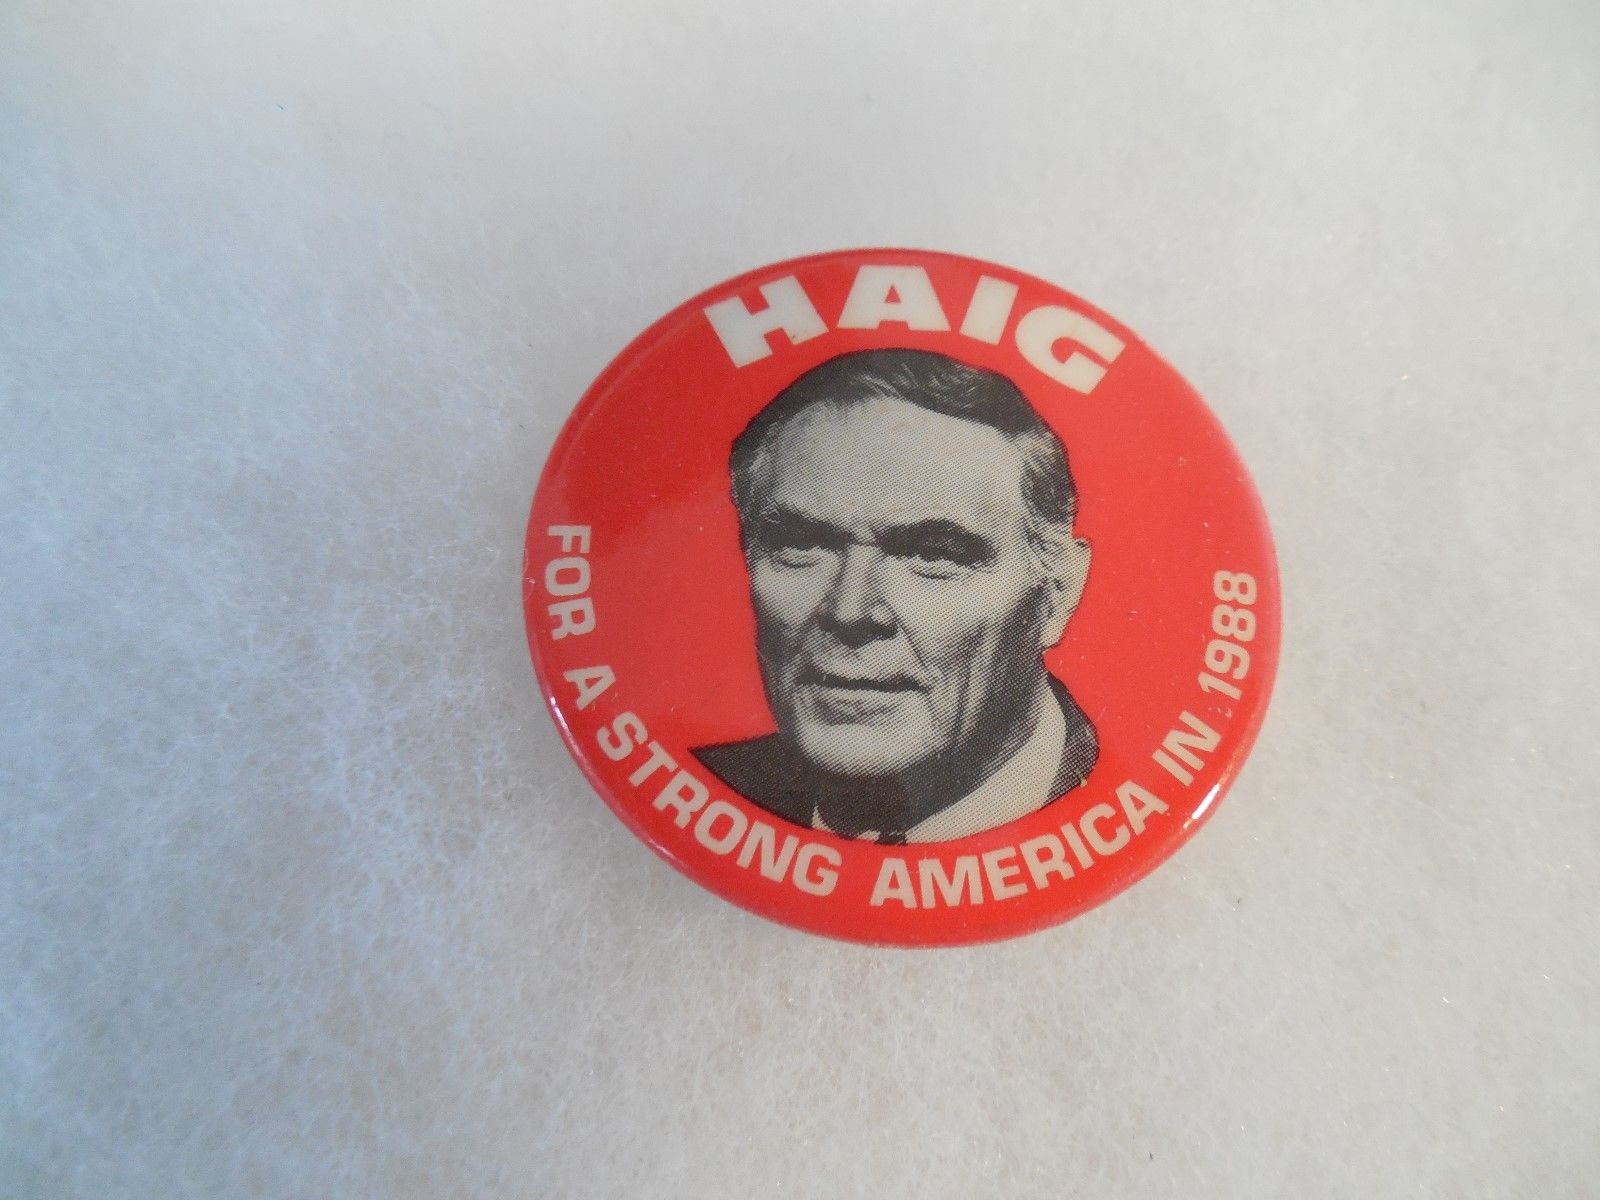 HAIG
FOR A STRONG AMERICA IN 1988